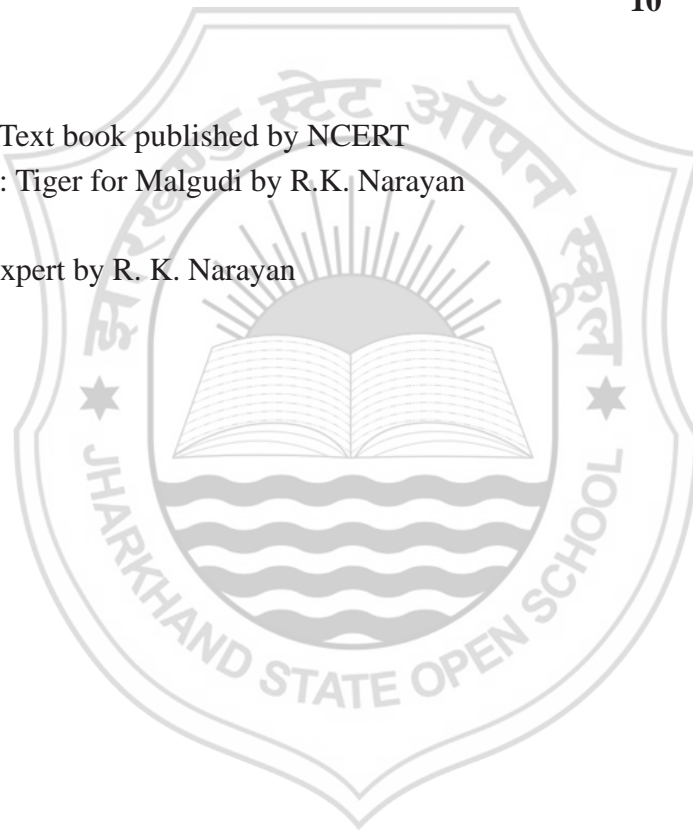 10
Text book published by NCERT
: Tiger for Malgudi by R.K. Narayan
xpert by R. K. Narayan
झारखण्ड स्टेट ऑपन स्कुल
JHARKHAND STATE OPEN SCHOOL